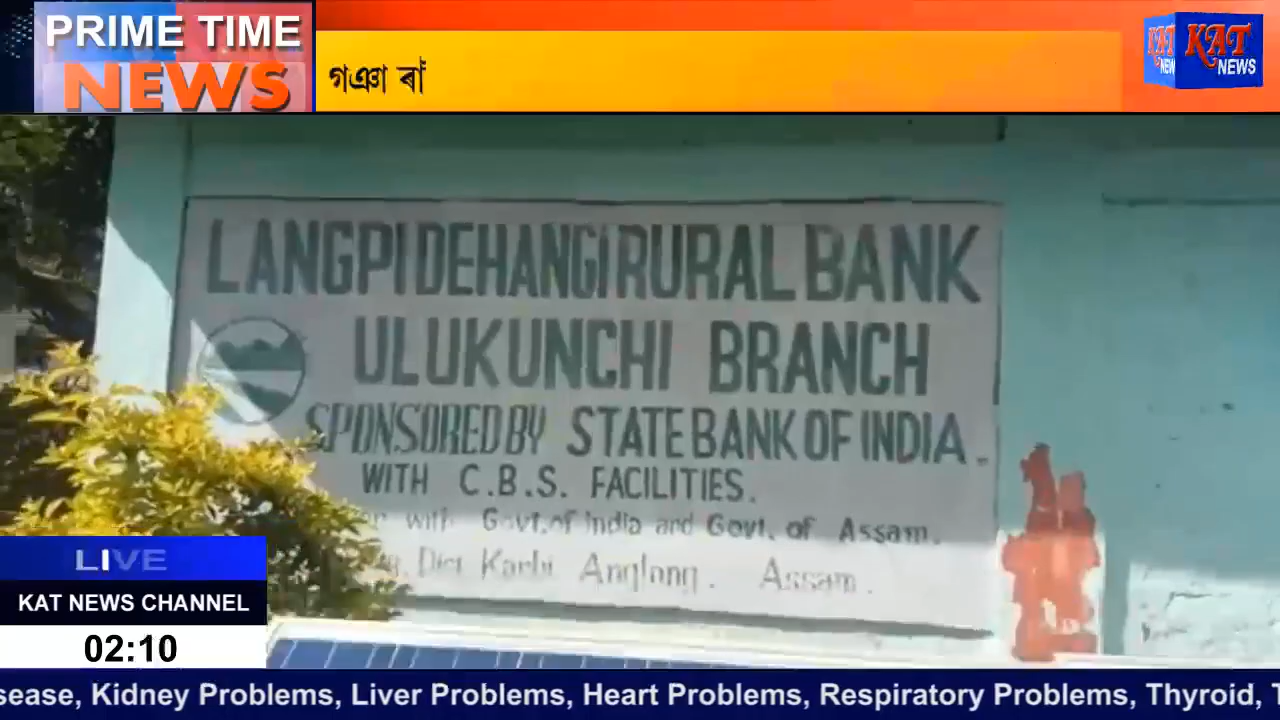 PRIME TIME
NEWS
গঞা ৰাঁ
KAT
NEWS
KAT
NEWS
LANGPI DEHANGI RURAL BANK
ULUKUNCHI BRANCH
SPONSORED BY STATE BANK OF INDIA.
WITH C.B.S. FACILITIES.
with Govt. of India and Govt. of Assam.
Dist Karbi Anglong. Assam.
LIVE
KAT NEWS CHANNEL
02:10
sease, Kidney Problems, Liver Problems, Heart Problems, Respiratory Problems, Thyroid, T